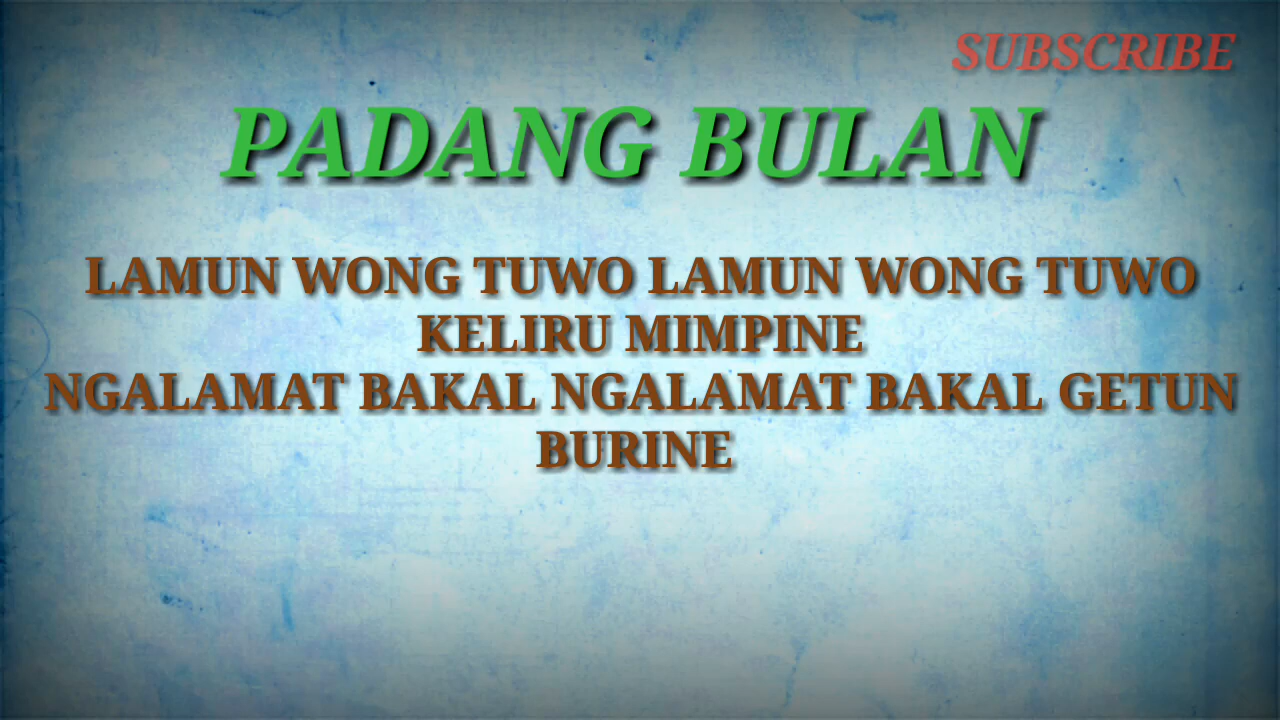 SUBSCRIBE
PADANG BULAN
LAMUN WONG TUWO LAMUN WONG TUWO
KELIRU MIMPINE
NGALAMAT BAKAL NGALAMAT BAKAL GETUN
BURINE